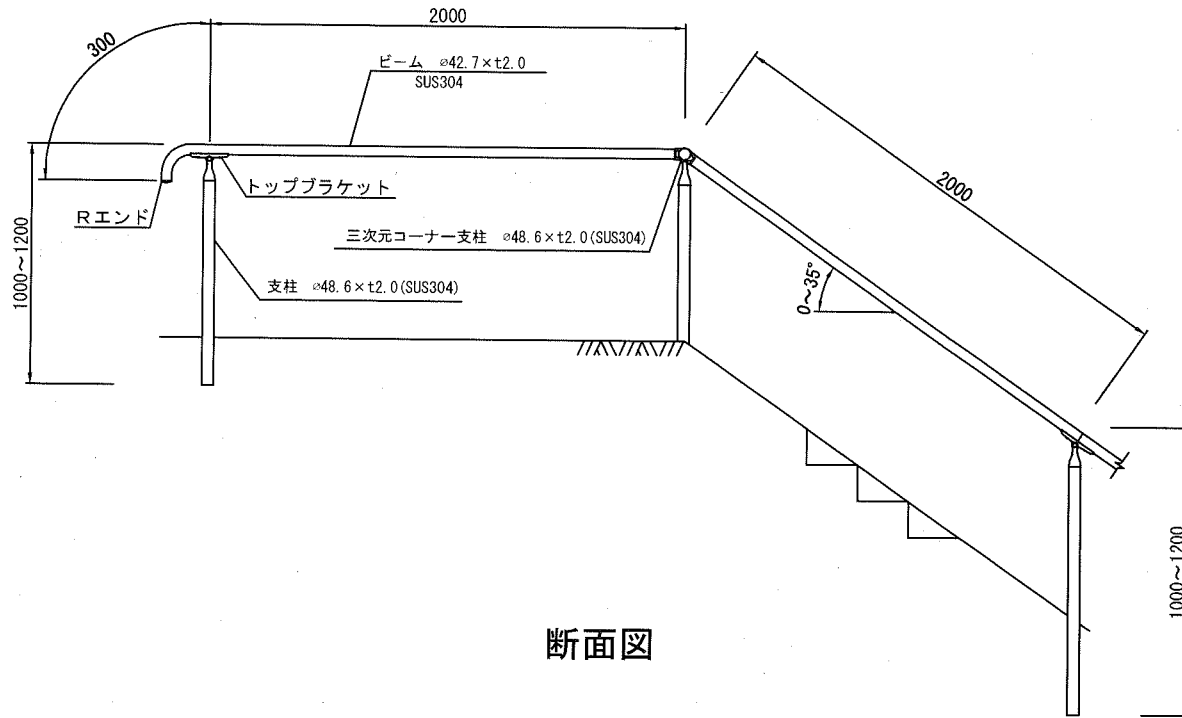 2000
300
ビーム ⌀42.7×t2.0
SUS304
2000
トップブラケット
Rエンド
三次元コーナー支柱 ⌀48.6×t2.0(SUS304)
1000～1200
支柱 ⌀48.6×t2.0(SUS304)
0～35°
1000～1200
断面図